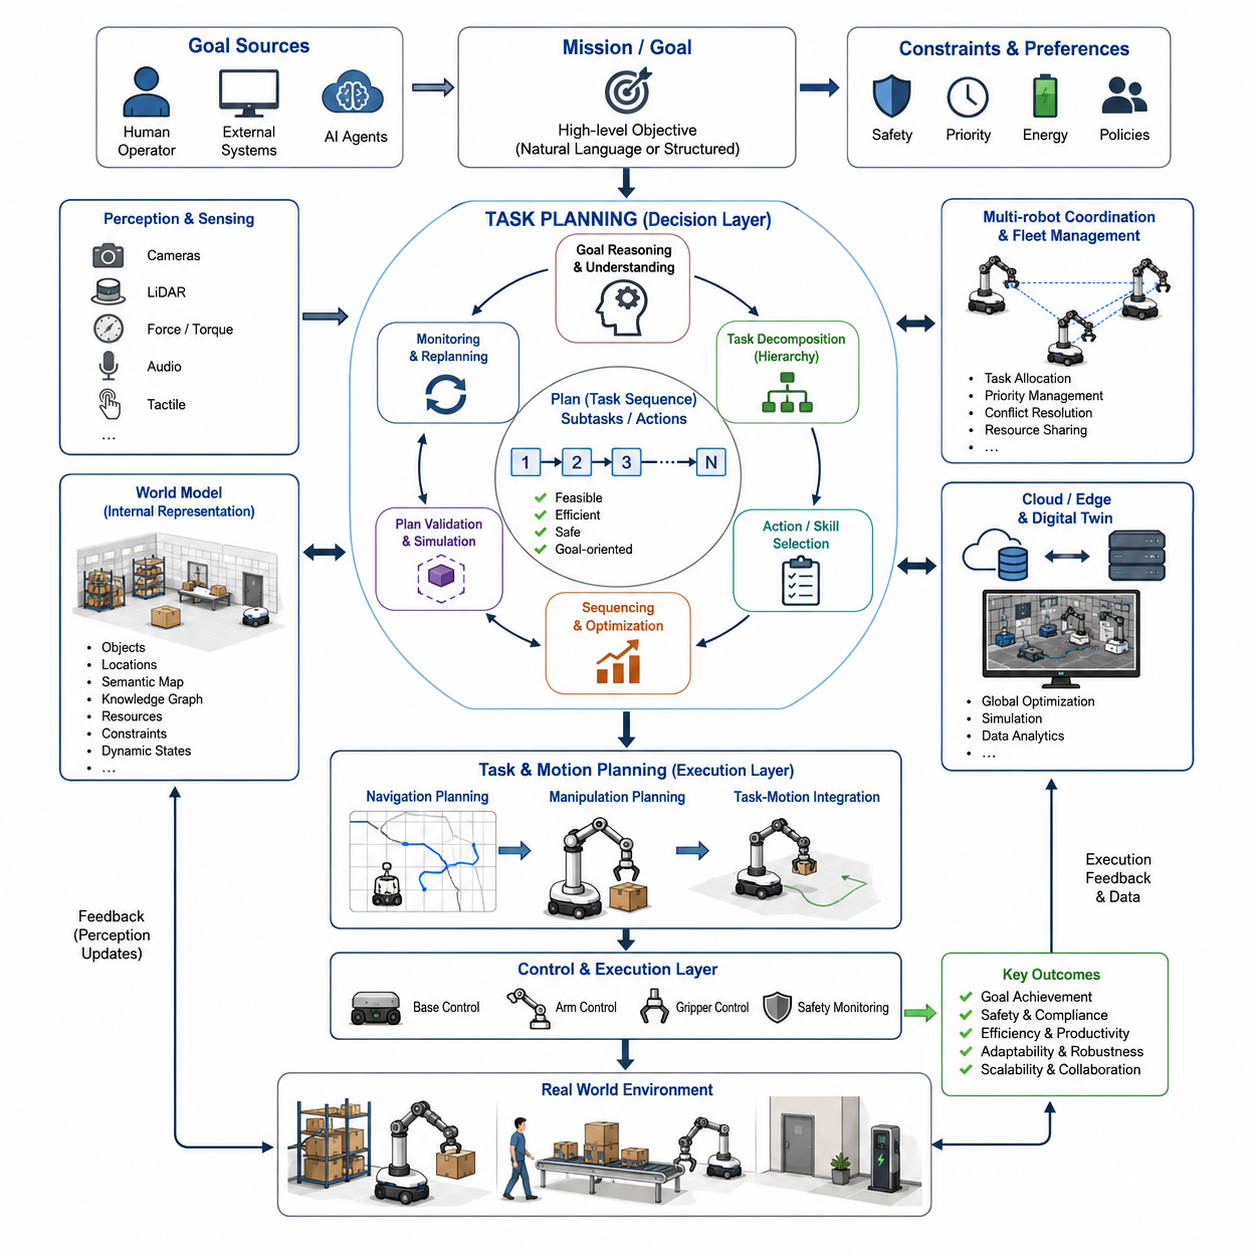 Goal Sources
Human
Operator
External
Systems
AI Agents
Mission / Goal
High-level Objective
(Natural Language or Structured)
Constraints & Preferences
Safety
Priority
Energy
Policies
Perception & Sensing
Cameras
LiDAR
Force / Torque
Audio
Tactile
...
TASK PLANNING (Decision Layer)
Goal Reasoning
& Understanding
Monitoring
& Replanning
Task Decomposition
(Hierarchy)
Plan (Task Sequence)
Subtasks / Actions
1 2 3 ... N
✓ Feasible
✓ Efficient
✓ Safe
✓ Goal-oriented
Plan Validation
& Simulation
Action / Skill
Selection
Sequencing
& Optimization
Multi-robot Coordination
& Fleet Management
• Task Allocation
• Priority Management
• Conflict Resolution
• Resource Sharing
• ...
World Model
(Internal Representation)
• Objects
• Locations
• Semantic Map
• Knowledge Graph
• Resources
• Constraints
• Dynamic States
• ...
Cloud / Edge
& Digital Twin
• Global Optimization
• Simulation
• Data Analytics
• ...
Task & Motion Planning (Execution Layer)
Navigation Planning
Manipulation Planning
Task-Motion Integration
Feedback
(Perception
Updates)
Execution
Feedback
& Data
Control & Execution Layer
Base Control
Arm Control
Gripper Control
Safety Monitoring
Key Outcomes
✓ Goal Achievement
✓ Safety & Compliance
✓ Efficiency & Productivity
✓ Adaptability & Robustness
✓ Scalability & Collaboration
Real World Environment